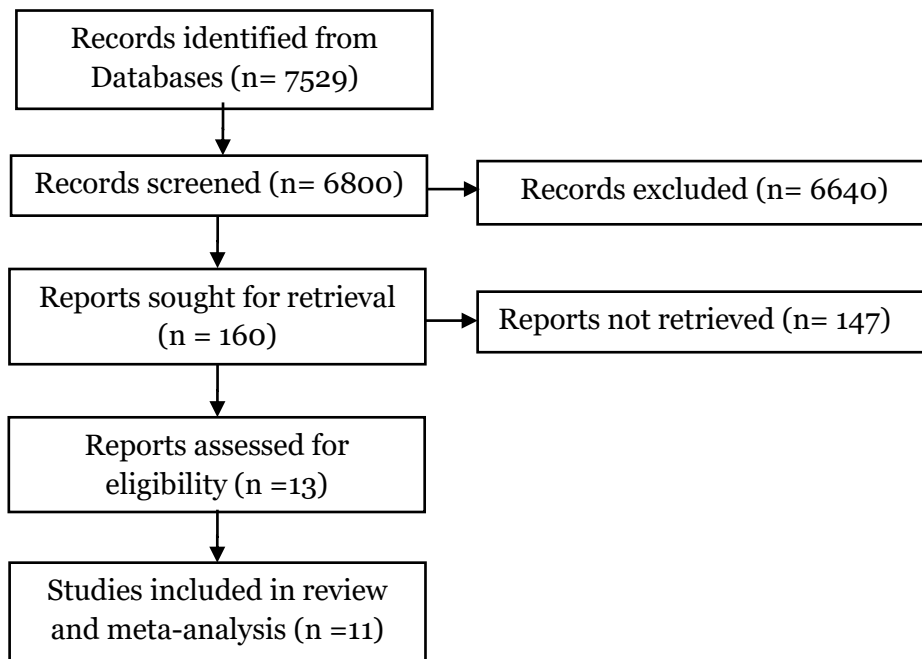 Records identified from
Databases (n= 7529)
Records screened (n= 6800)
Records excluded (n= 6640)
Reports sought for retrieval
(n = 160)
Reports not retrieved (n= 147)
Reports assessed for
eligibility (n =13)
Studies included in review
and meta-analysis (n =11)